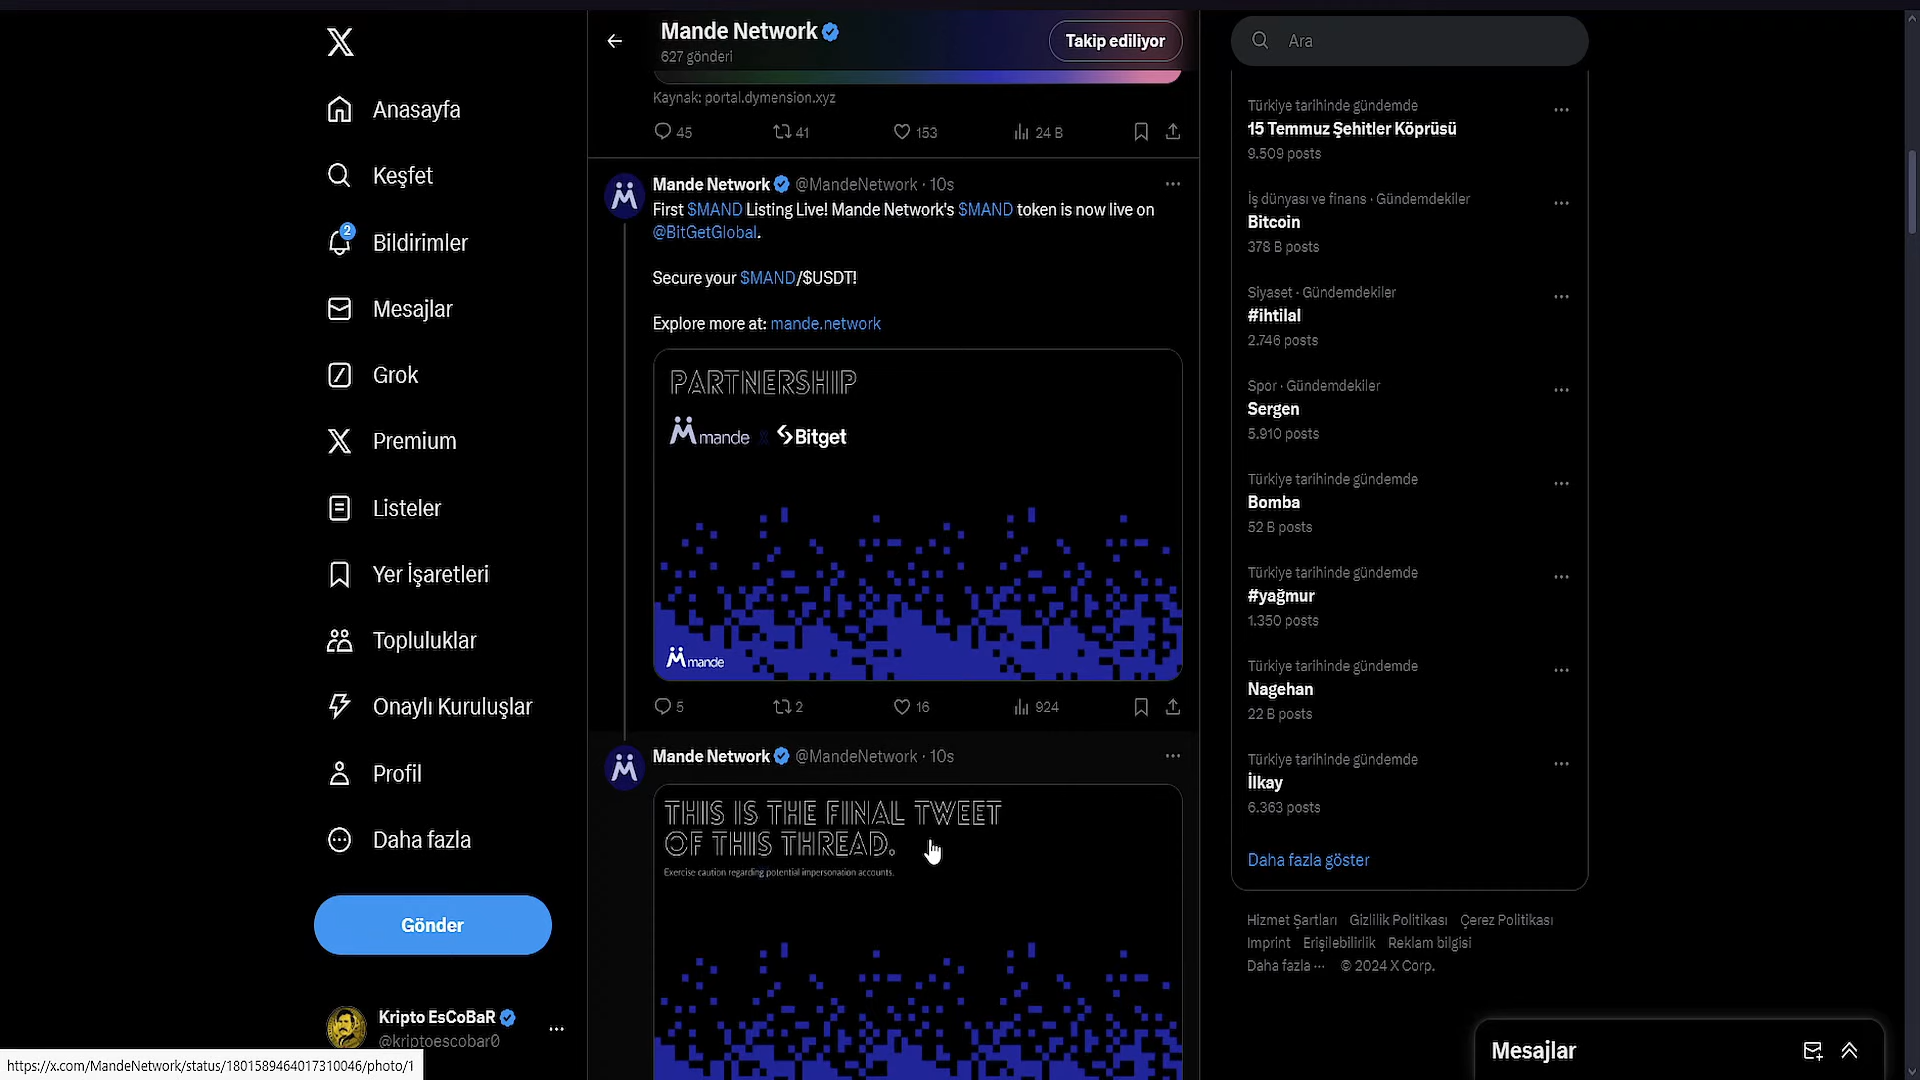 Anasayfa
Keşfet
2
Bildirimler
Mesajlar
Grok
Premium
Listeler
Yer İşaretleri
Topluluklar
Onaylı Kuruluşlar
Profil
Daha fazla
Gönder
Kripto EsCoBaR
@kriptoescobar0
https://x.com/MandeNetwork/status/1801589464017310046/photo/1
Mande Network
627 gönderi
Takip ediliyor
Kaynak: portal.dymension.xyz
45 41 153 24 B
Mande Network @MandeNetwork · 10s
First $MAND Listing Live! Mande Network's $MAND token is now live on
@BitGetGlobal.
Secure your $MAND/$USDT!
Explore more at: mande.network
PARTNERSHIP
mande x Bitget
mande
5 2 16 924
Mande Network @MandeNetwork · 10s
THIS IS THE FINAL TWEET
OF THIS THREAD.
Exercise caution regarding potential impersonation accounts.
Ara
Türkiye tarihinde gündemde
15 Temmuz Şehitler Köprüsü
9.509 posts
İş dünyası ve finans · Gündemdekiler
Bitcoin
378 B posts
Siyaset · Gündemdekiler
#ihtilal
2.746 posts
Spor · Gündemdekiler
Sergen
5.910 posts
Türkiye tarihinde gündemde
Bomba
52 B posts
Türkiye tarihinde gündemde
#yağmur
1.350 posts
Türkiye tarihinde gündemde
Nagehan
22 B posts
Türkiye tarihinde gündemde
İlkay
6.363 posts
Daha fazla göster
Hizmet Şartları Gizlilik Politikası Çerez Politikası
Imprint Erişilebilirlik Reklam bilgisi
Daha fazla ··· © 2024 X Corp.
Mesajlar